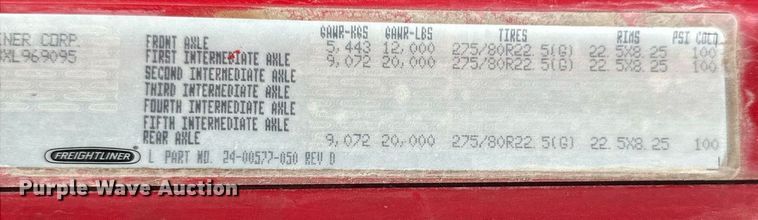 GAWR-KGS GAWR-LBS TIRES RIMS PSI COLD
INER CORP FRONT AXLE 5,443 12,000 275/80R22.5(G) 22.5X8.25 100
XL969095 FIRST INTERMEDIATE AXLE 9,072 20,000 275/80R22.5(G) 22.5X8.25 100
SECOND INTERMEDIATE AXLE
THIRD INTERMEDIATE AXLE
FOURTH INTERMEDIATE AXLE
FIFTH INTERMEDIATE AXLE
REAR AXLE 9,072 20,000 275/80R22.5(G) 22.5X8.25 100
FREIGHTLINER L PART NO. 24-00577-050 REV D
Purple Wave Auction